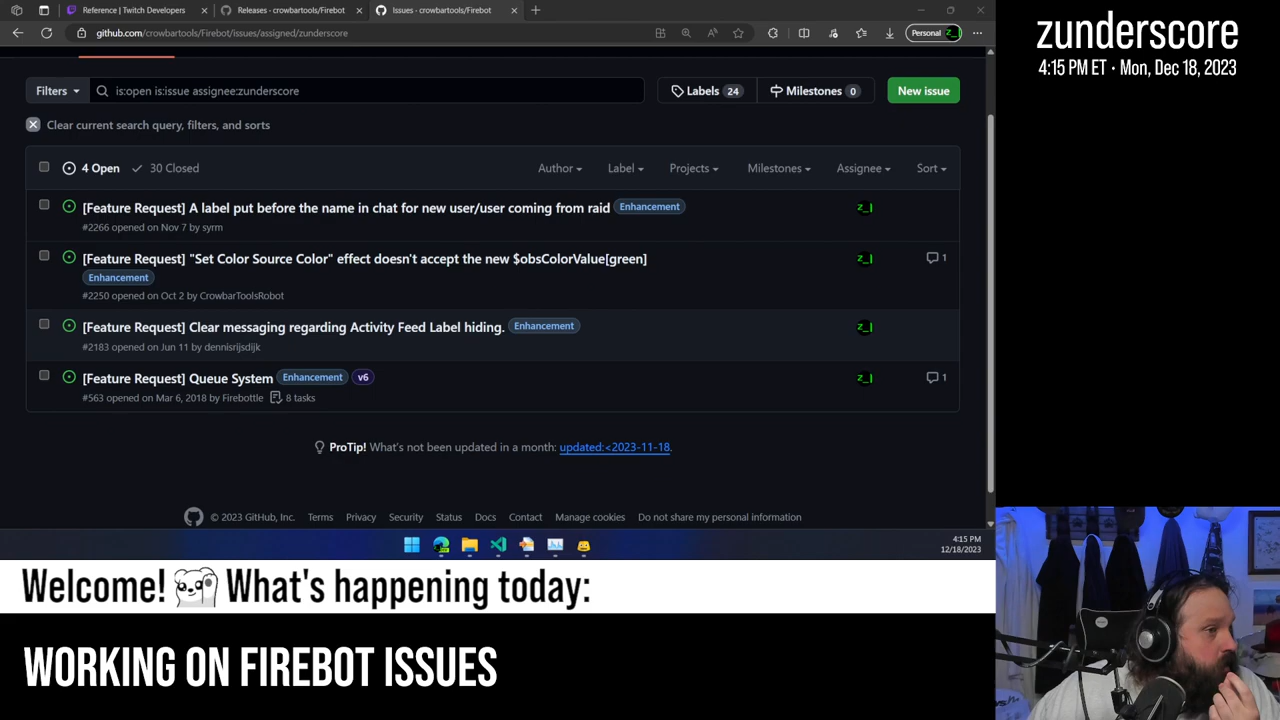 Reference | Twitch Developers
Releases - crowbartools/Firebot
Issues - crowbartools/Firebot
github.com/crowbartools/Firebot/issues/assigned/zunderscore
Personal
zunderscore
4:15 PM ET · Mon, Dec 18, 2023
Filters
is:open is:issue assignee:zunderscore
Labels 24
Milestones 0
New issue
Clear current search query, filters, and sorts
4 Open
30 Closed
Author
Label
Projects
Milestones
Assignee
Sort
[Feature Request] A label put before the name in chat for new user/user coming from raid Enhancement
#2266 opened on Nov 7 by syrm
z_|
[Feature Request] "Set Color Source Color" effect doesn't accept the new $obsColorValue[green]
Enhancement
#2250 opened on Oct 2 by CrowbarToolsRobot
z_|
1
[Feature Request] Clear messaging regarding Activity Feed Label hiding. Enhancement
#2183 opened on Jun 11 by dennisrijsdijk
z_|
[Feature Request] Queue System Enhancement v6
#563 opened on Mar 6, 2018 by Firebottle 8 tasks
z_|
1
ProTip! What's not been updated in a month: updated:<2023-11-18.
© 2023 GitHub, Inc. Terms Privacy Security Status Docs Contact Manage cookies Do not share my personal information
4:15 PM
12/18/2023
Welcome! What's happening today:
WORKING ON FIREBOT ISSUES